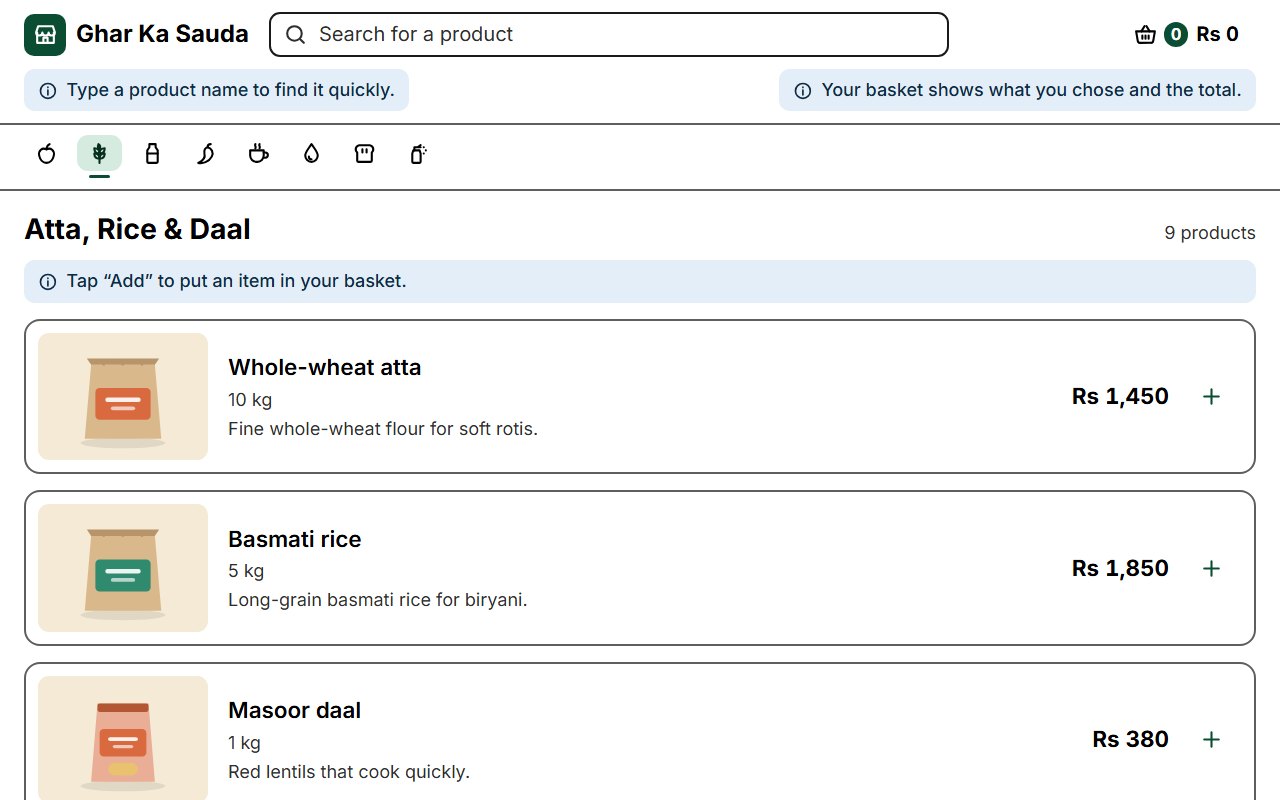 Ghar Ka Sauda
Search for a product
0 Rs 0
Type a product name to find it quickly.
Your basket shows what you chose and the total.
Atta, Rice & Daal
9 products
Tap “Add” to put an item in your basket.
Whole-wheat atta
10 kg
Fine whole-wheat flour for soft rotis.
Rs 1,450
Basmati rice
5 kg
Long-grain basmati rice for biryani.
Rs 1,850
Masoor daal
1 kg
Red lentils that cook quickly.
Rs 380